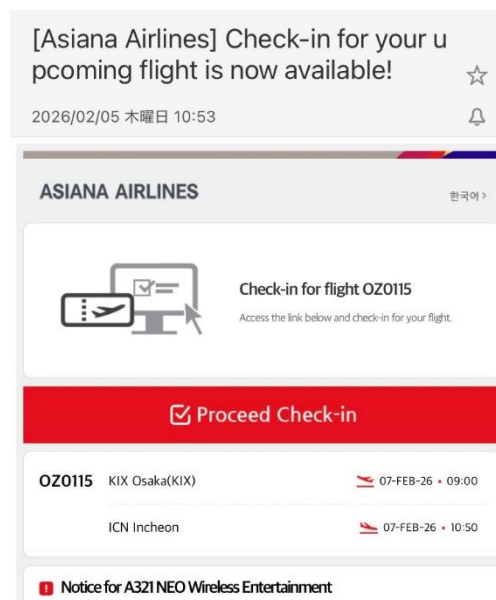 [Asiana Airlines] Check-in for your u
pcoming flight is now available!
2026/02/05 木曜日 10:53
ASIANA AIRLINES
한국어 >
Check-in for flight OZ0115
Access the link below and check-in for your flight.
Proceed Check-in
OZ0115 KIX Osaka(KIX) 07-FEB-26 • 09:00
ICN Incheon 07-FEB-26 • 10:50
Notice for A321 NEO Wireless Entertainment